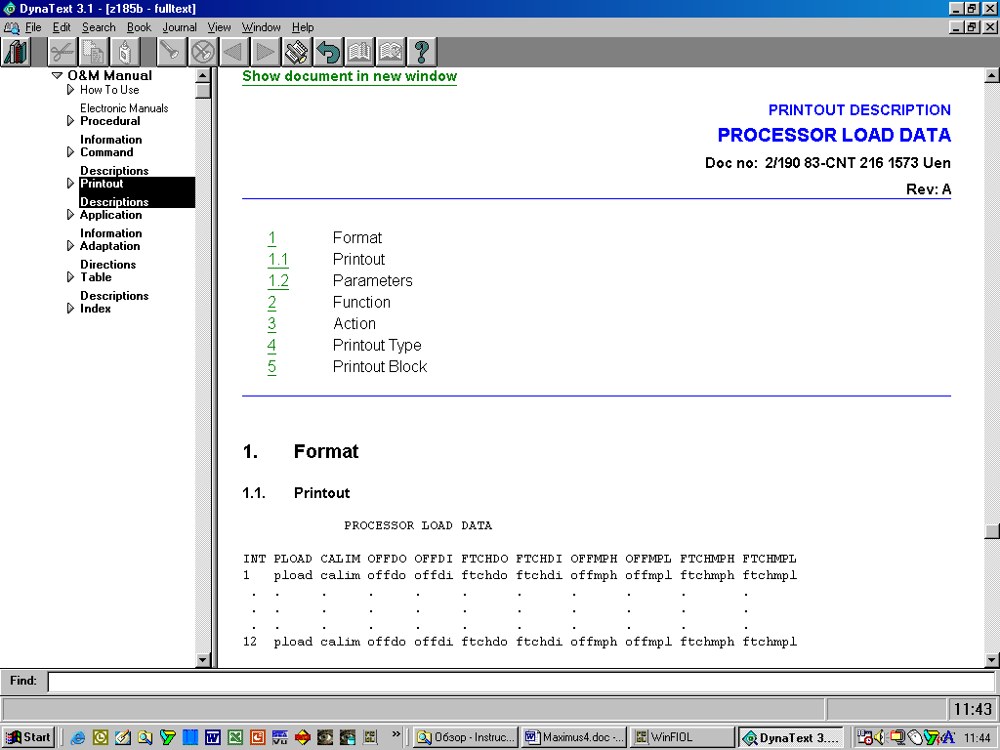 DynaText 3.1 - [z185b - fulltext]
File Edit Search Book Journal View Window Help
O&M Manual
How To Use
Electronic Manuals
Procedural
Information
Command
Descriptions
Printout
Descriptions
Application
Information
Adaptation
Directions
Table
Descriptions
Index
Show document in new window
PRINTOUT DESCRIPTION
PROCESSOR LOAD DATA
Doc no: 2/190 83-CNT 216 1573 Uen
Rev: A
1 Format
1.1 Printout
1.2 Parameters
2 Function
3 Action
4 Printout Type
5 Printout Block
1. Format
1.1. Printout
PROCESSOR LOAD DATA
INT PLOAD CALIM OFFDO OFFDI FTCHDO FTCHDI OFFMPH OFFMPL FTCHMPH FTCHMPL
1 pload calim offdo offdi ftchdo ftchdi offmph offmpl ftchmph ftchmpl
. . . . . . . . . . .
. . . . . . . . . . .
. . . . . . . . . . .
12 pload calim offdo offdi ftchdo ftchdi offmph offmpl ftchmph ftchmpl
Find:
11:43
Start » Обзор - Instruc... Maximus4.doc -... WinFIOL DynaText 3.... 11:44